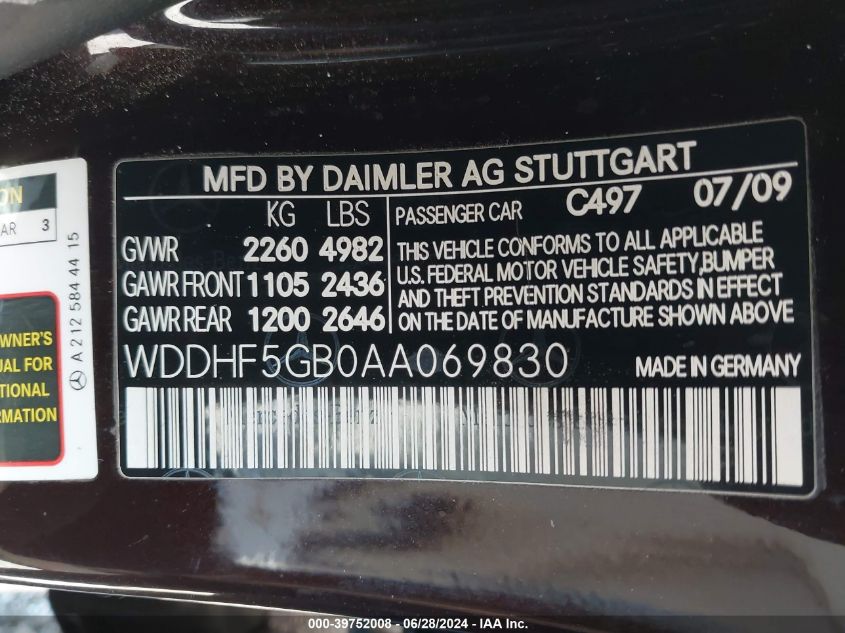 ON
AR 3
A 212 584 44 15
WNER'S
UAL FOR
TIONAL
RMATION
MFD BY DAIMLER AG STUTTGART
KG LBS
PASSENGER CAR C497 07/09
GVWR 2260 4982
GAWR FRONT 1105 2436
GAWR REAR 1200 2646
THIS VEHICLE CONFORMS TO ALL APPLICABLE
U.S. FEDERAL MOTOR VEHICLE SAFETY,BUMPER
AND THEFT PREVENTION STANDARDS IN EFFECT
ON THE DATE OF MANUFACTURE SHOWN ABOVE
WDDHF5GB0AA069830 MADE IN GERMANY
000-39752008 - 06/28/2024 - IAA Inc.